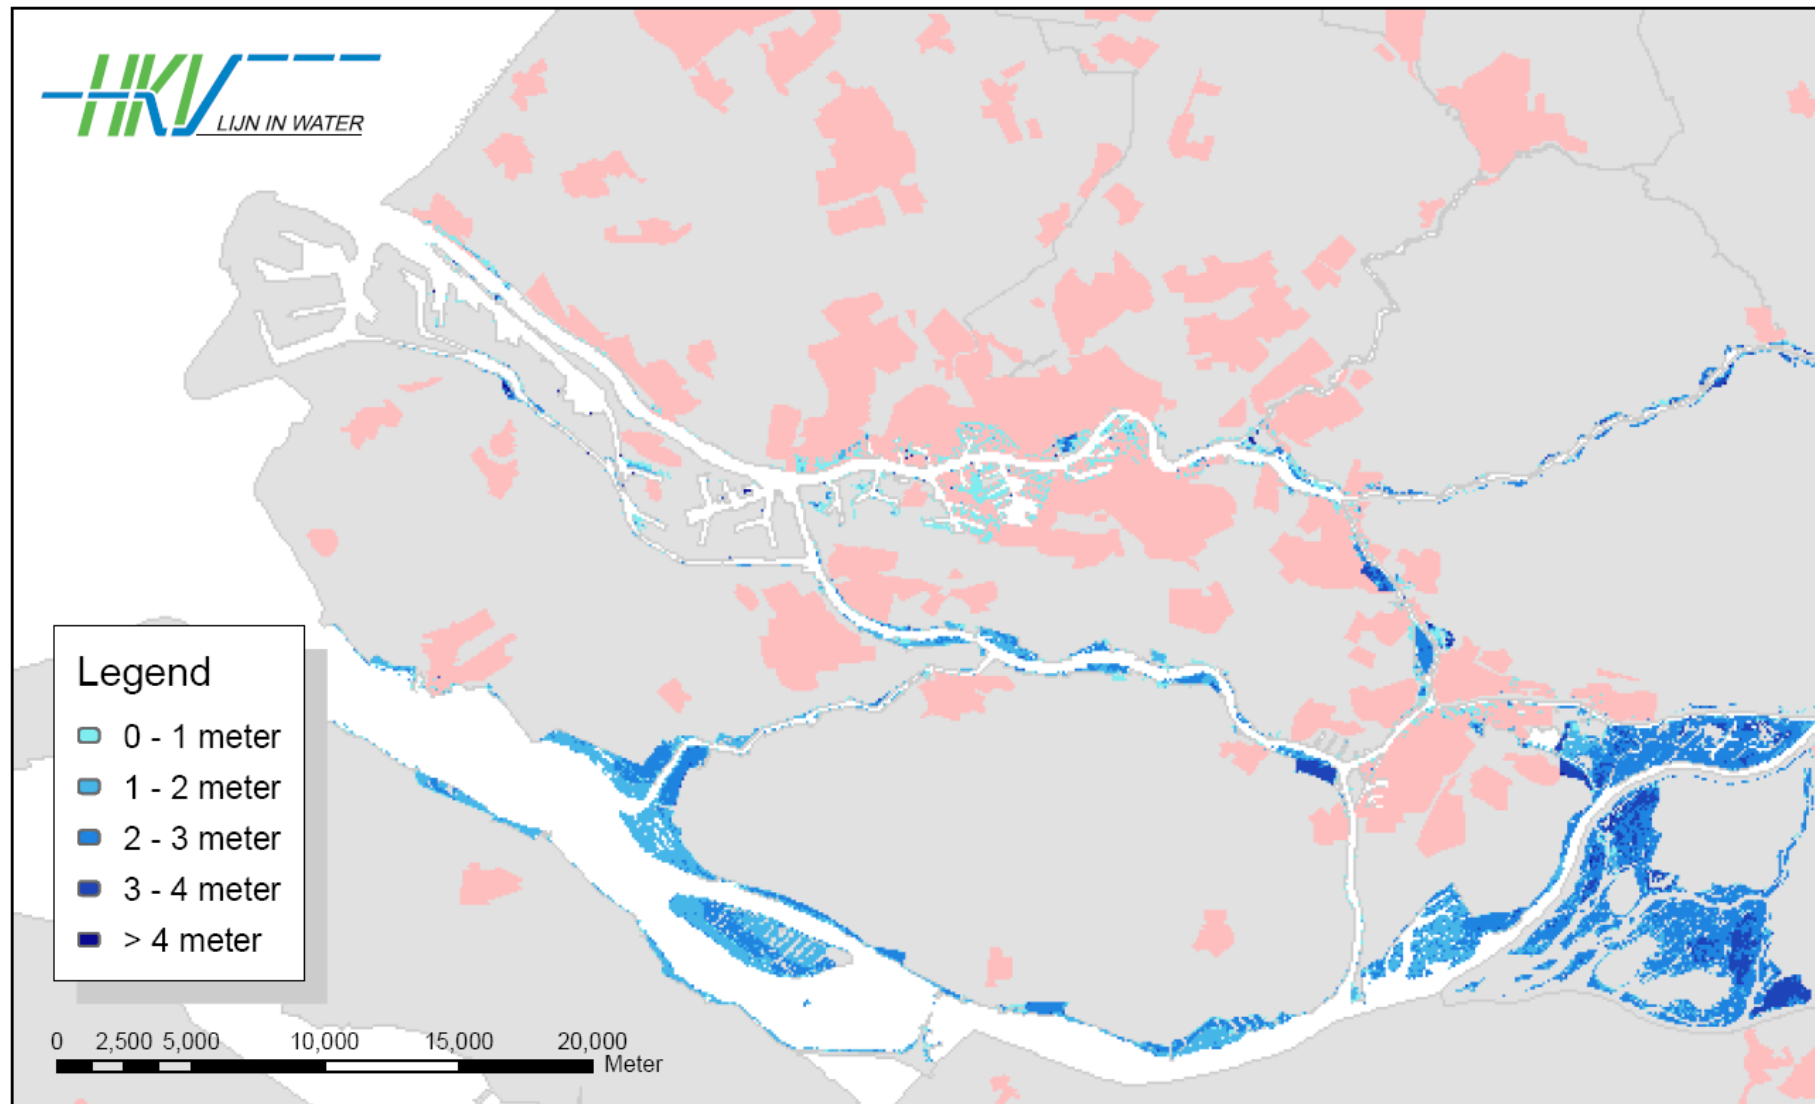 HKV
LIJN IN WATER
Legend
0 - 1 meter
1 - 2 meter
2 - 3 meter
3 - 4 meter
> 4 meter
0 2,500 5,000 10,000 15,000 20,000
Meter